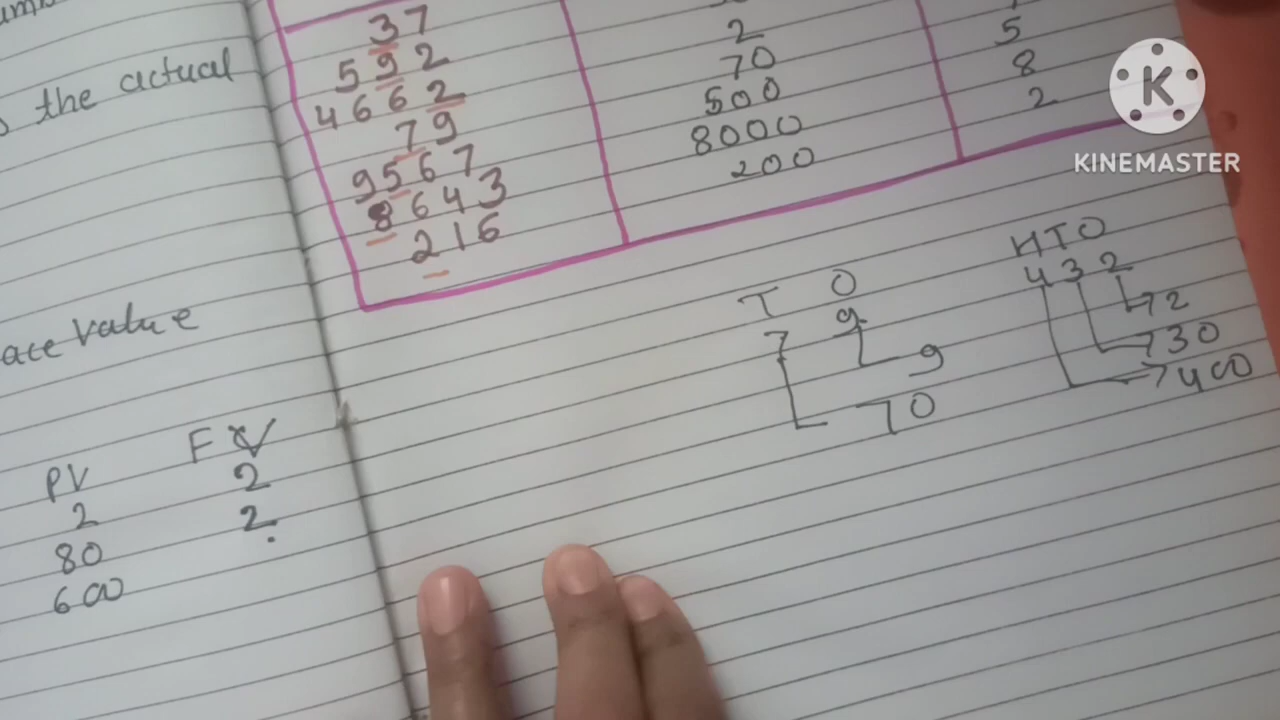 the actual
ace value
PV F V
2 2
80 2.
600
37
592 2
4662 70 5
79 500 8
9567 8000 2
8643 200
216
T O
7 9
9
70
H T O
4 3 2
2
30
400
KINEMASTER